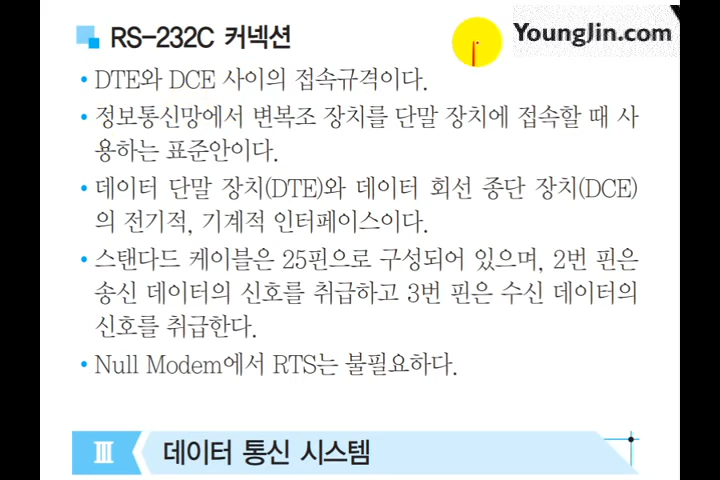 RS-232C 커넥션
YoungJin.com
• DTE와 DCE 사이의 접속규격이다.
• 정보통신망에서 변복조 장치를 단말 장치에 접속할 때 사
용하는 표준안이다.
• 데이터 단말 장치(DTE)와 데이터 회선 종단 장치(DCE)
의 전기적, 기계적 인터페이스이다.
• 스탠다드 케이블은 25핀으로 구성되어 있으며, 2번 핀은
송신 데이터의 신호를 취급하고 3번 핀은 수신 데이터의
신호를 취급한다.
• Null Modem에서 RTS는 불필요하다.
Ⅲ 데이터 통신 시스템